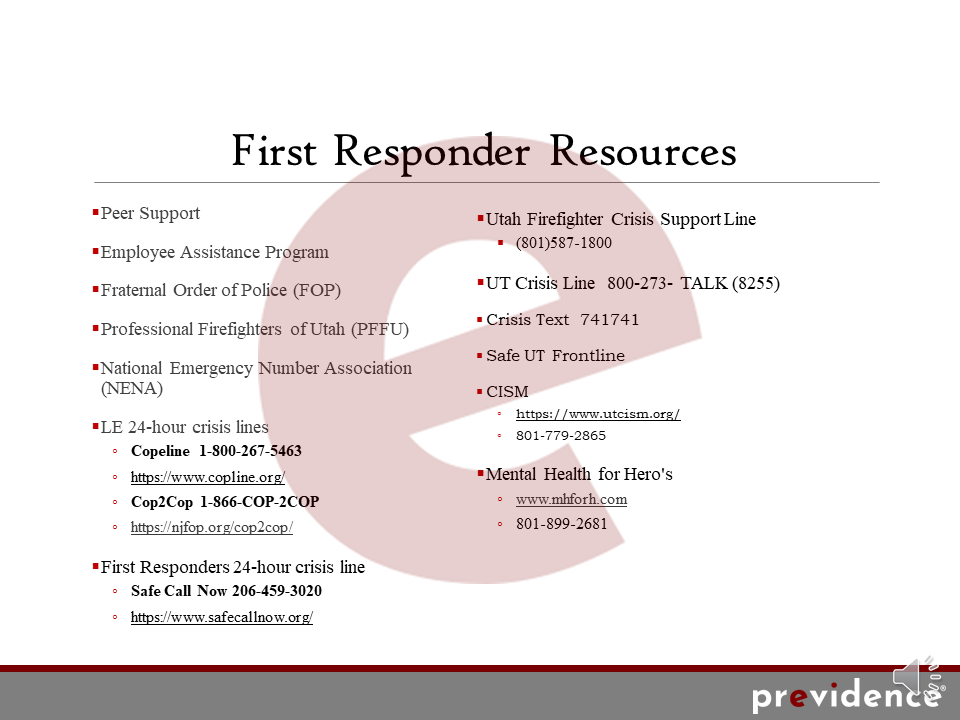 First Responder Resources
Peer Support
Employee Assistance Program
Fraternal Order of Police (FOP)
Professional Firefighters of Utah (PFFU)
National Emergency Number Association
(NENA)
LE 24-hour crisis lines
Copeline 1-800-267-5463
https://www.copline.org/
Cop2Cop 1-866-COP-2COP
https://njfop.org/cop2cop/
First Responders 24-hour crisis line
Safe Call Now 206-459-3020
https://www.safecallnow.org/
Utah Firefighter Crisis Support Line
(801)587-1800
UT Crisis Line 800-273- TALK (8255)
Crisis Text 741741
Safe UT Frontline
CISM
https://www.utcism.org/
801-779-2865
Mental Health for Hero's
www.mhforh.com
801-899-2681
previdence®